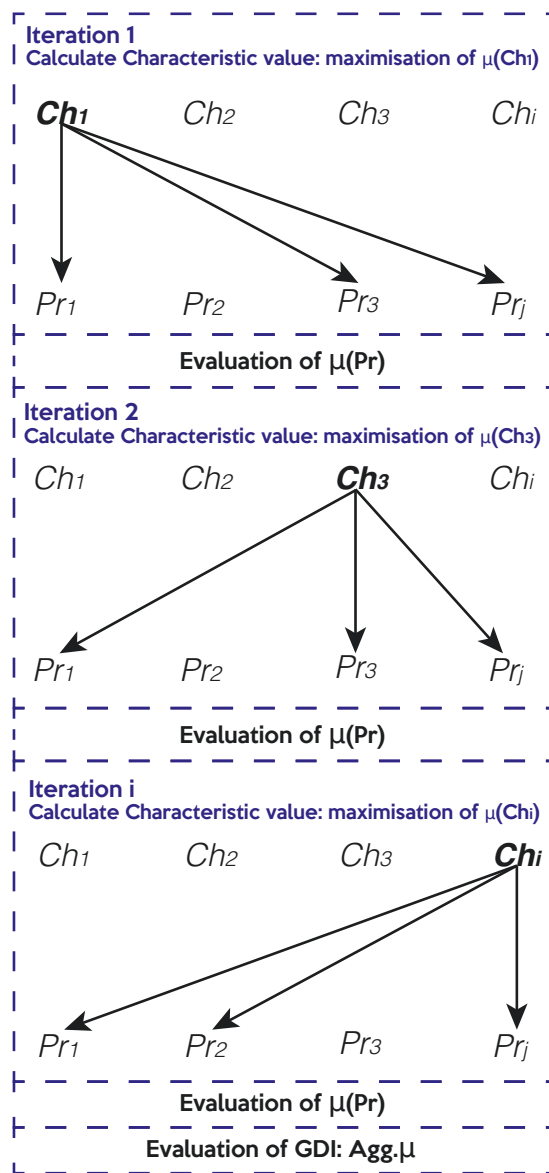 Iteration 1
Calculate Characteristic value: maximisation of μ(Ch1)
Ch1 Ch2 Ch3 Chi
Pr1 Pr2 Pr3 Prj
Evaluation of μ(Pr)
Iteration 2
Calculate Characteristic value: maximisation of μ(Ch3)
Ch1 Ch2 Ch3 Chi
Pr1 Pr2 Pr3 Prj
Evaluation of μ(Pr)
Iteration i
Calculate Characteristic value: maximisation of μ(Chi)
Ch1 Ch2 Ch3 Chi
Pr1 Pr2 Pr3 Prj
Evaluation of μ(Pr)
Evaluation of GDI: Agg.μ